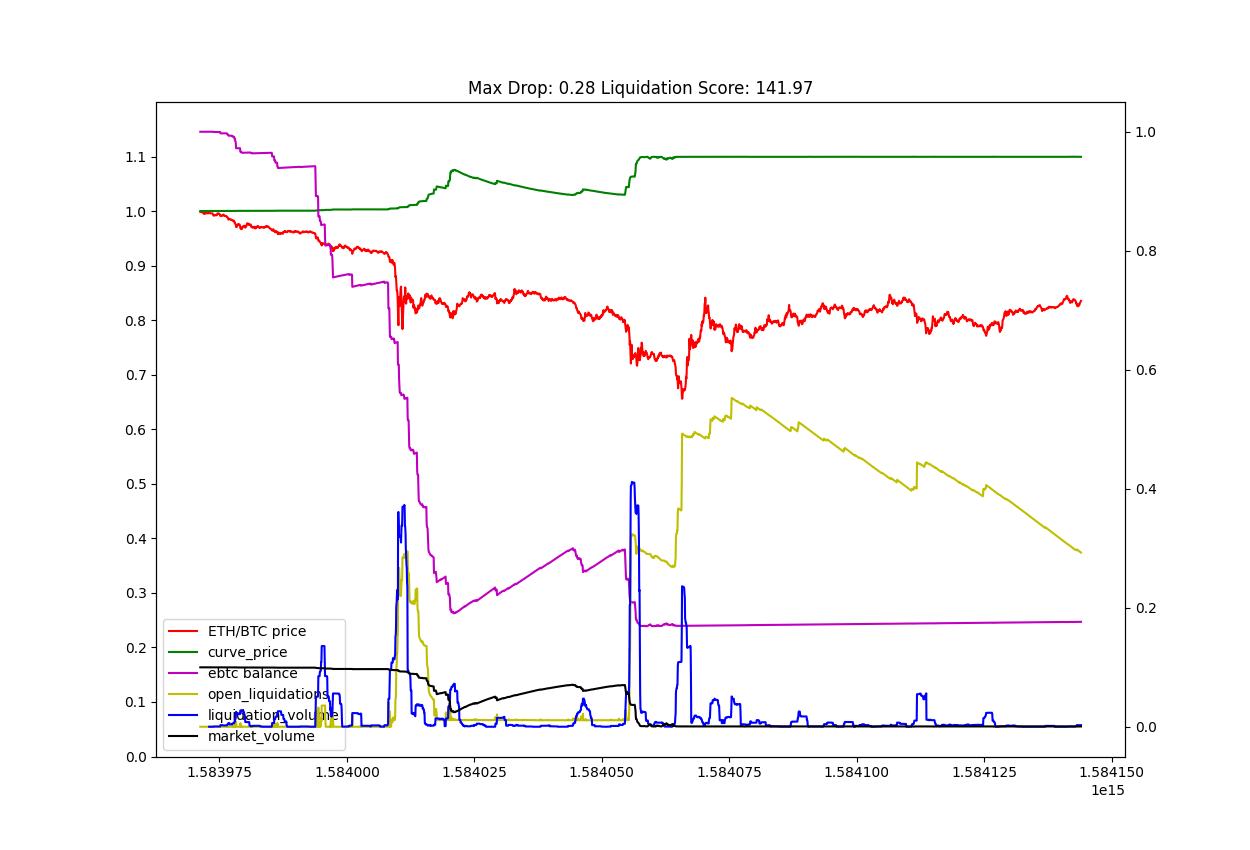 Max Drop: 0.28 Liquidation Score: 141.97
1.1
1.0
0.9
0.8
0.7
0.6
0.5
0.4
0.3
0.2
0.1
0.0
1.0
0.8
0.6
0.4
0.2
0.0
ETH/BTC price
curve_price
ebtc balance
open_liquidations
liquidation_volume
market_volume
1.583975 1.584000 1.584025 1.584050 1.584075 1.584100 1.584125 1.584150
1e15